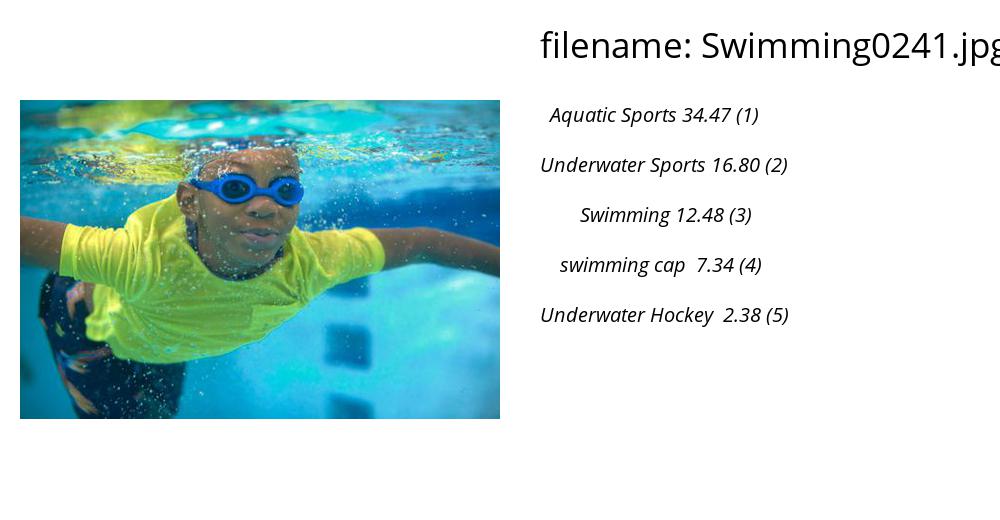 filename: Swimming0241.jpg
Aquatic Sports 34.47 (1)
Underwater Sports 16.80 (2)
Swimming 12.48 (3)
swimming cap 7.34 (4)
Underwater Hockey 2.38 (5)